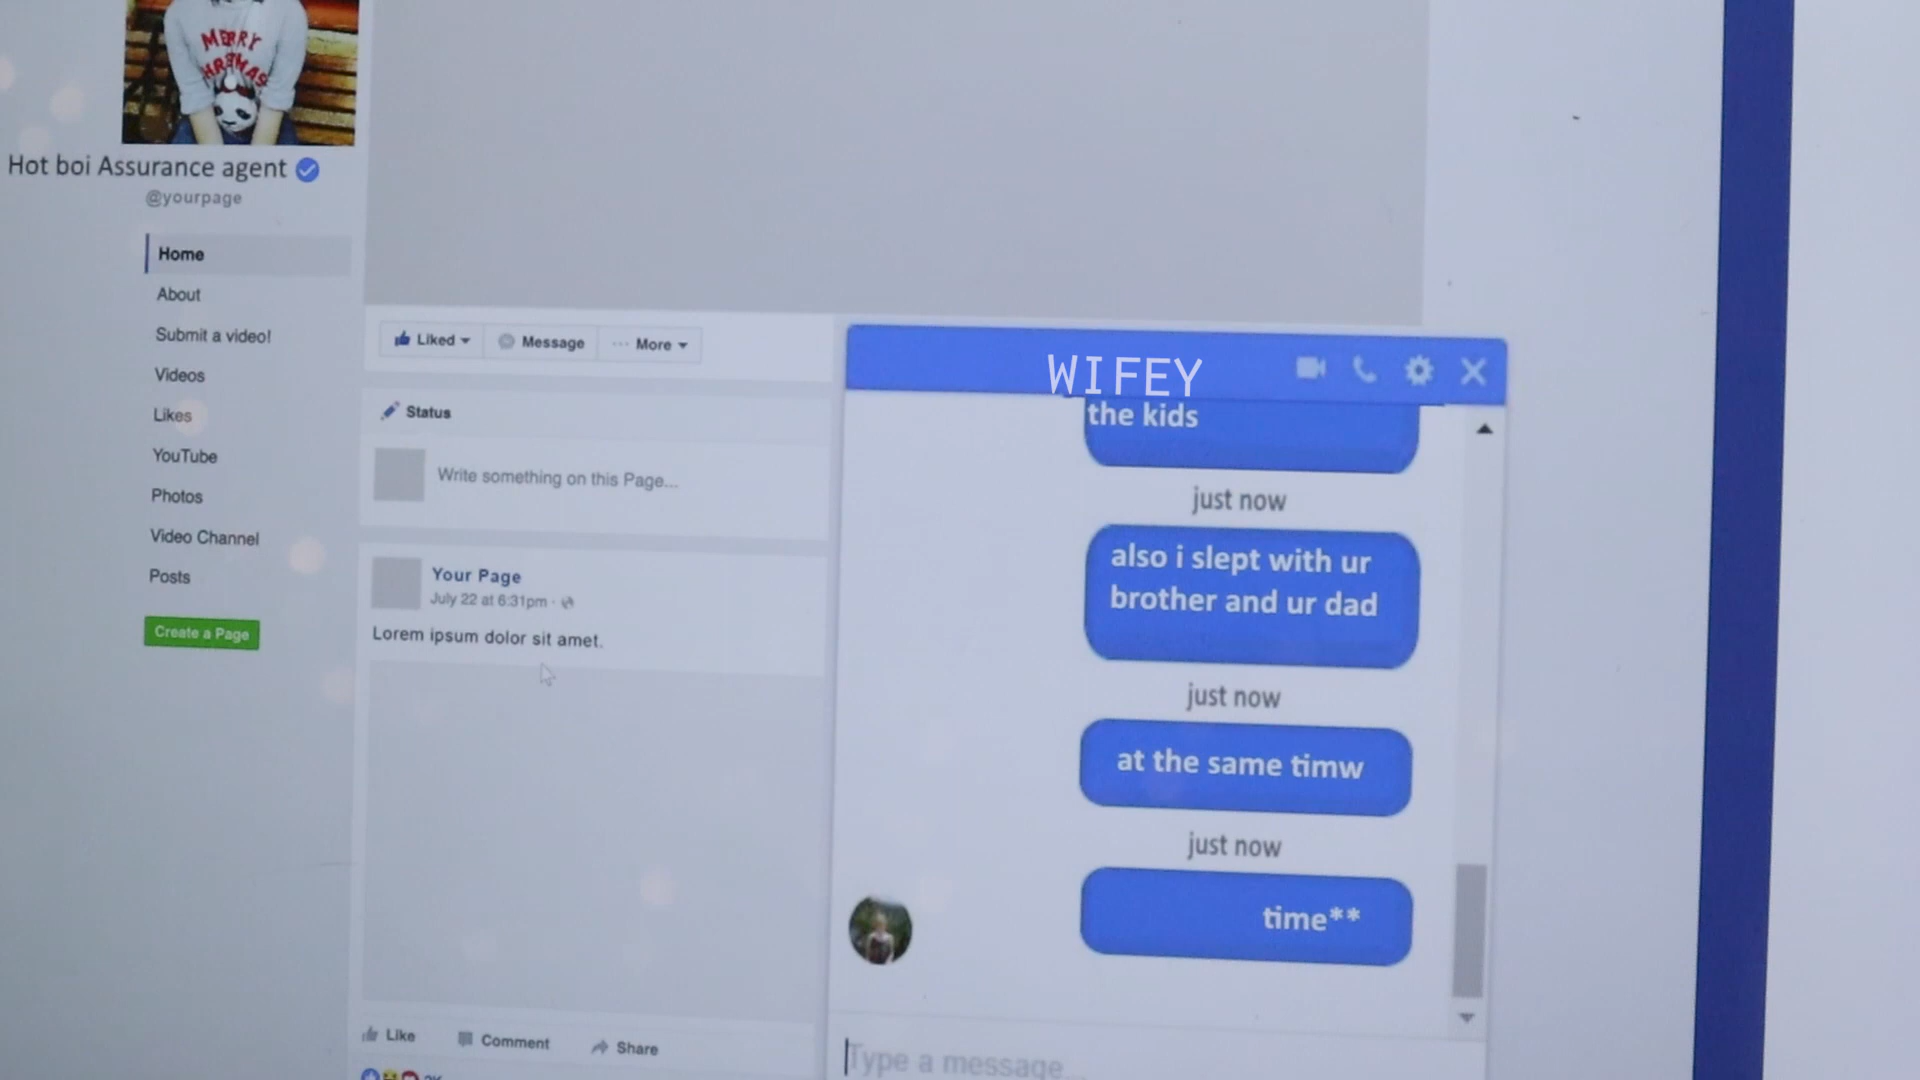 MERRY
Hot boi Assurance agent
@yourpage
Home
About
Submit a video!
Videos
Likes
YouTube
Photos
Video Channel
Posts
Create a Page
Liked
Message
More
Status
Write something on this Page...
Your Page
July 22 at 6:31pm ·
Lorem ipsum dolor sit amet.
Like
Comment
Share
WIFEY
the kids
just now
also i slept with ur
brother and ur dad
just now
at the same timw
just now
time**
Type a message...